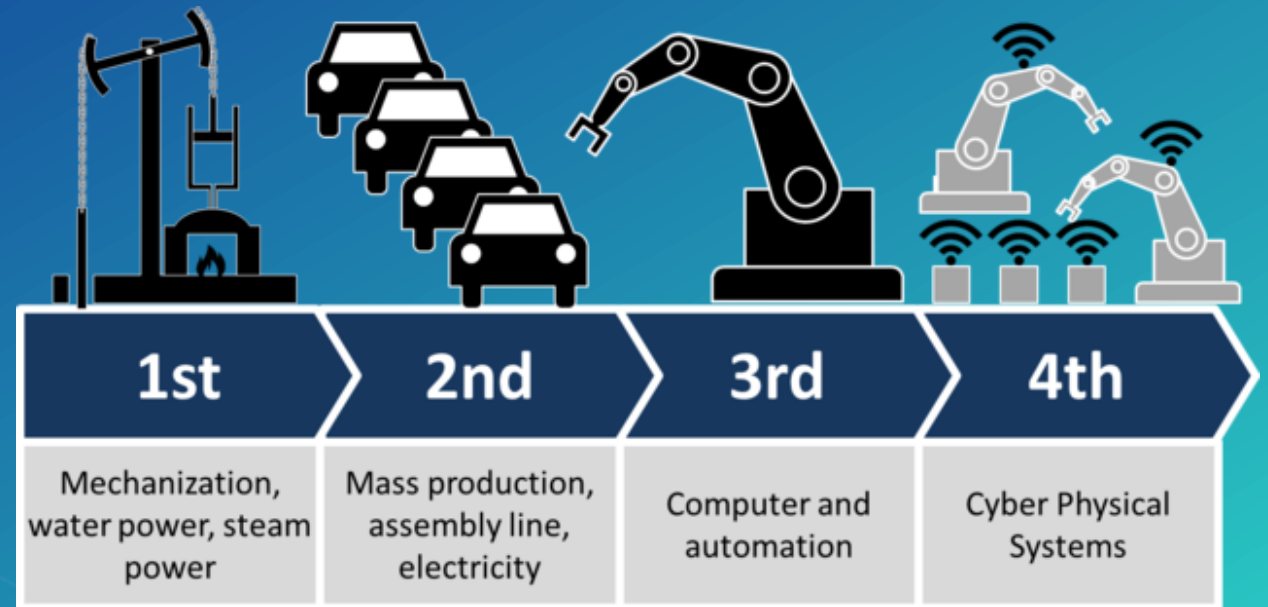 1st
2nd
3rd
4th
Mechanization,
water power, steam
power
Mass production,
assembly line,
electricity
Computer and
automation
Cyber Physical
Systems